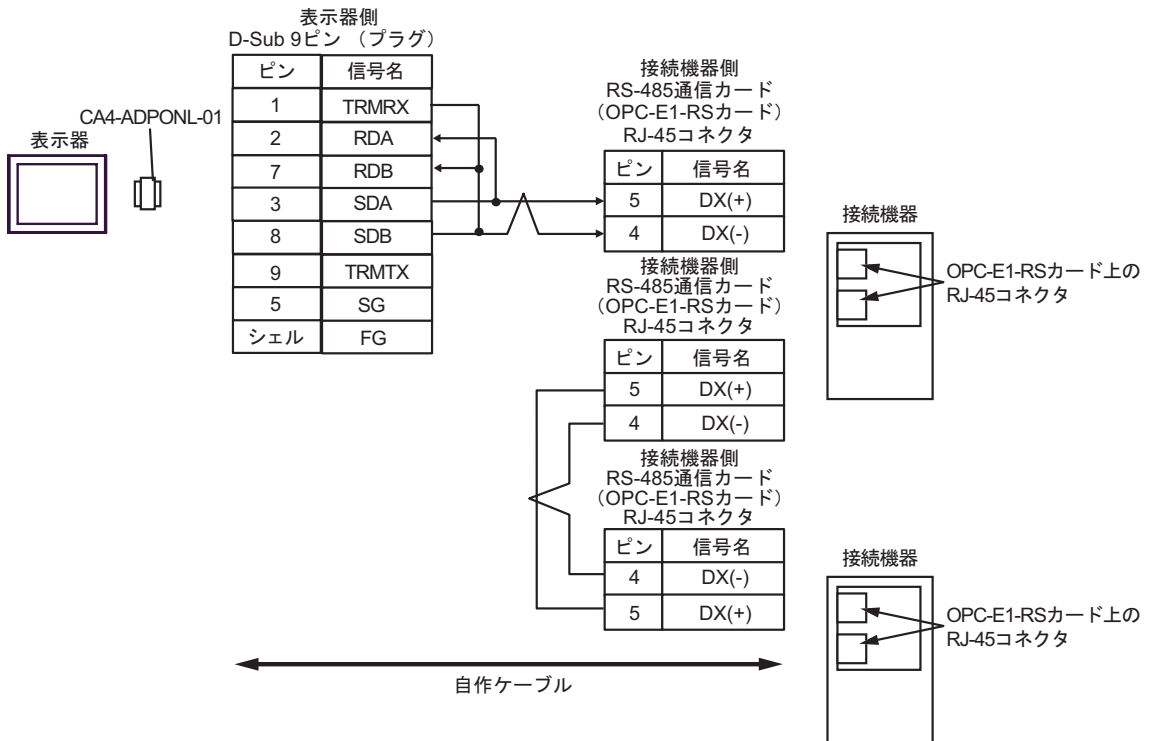 表示器側
D-Sub 9ピン （プラグ）
ピン 信号名
1 TRMRX
2 RDA
7 RDB
3 SDA
8 SDB
9 TRMTX
5 SG
シェル FG
CA4-ADPONL-01
表示器
接続機器側
RS-485通信カード
（OPC-E1-RSカード）
RJ-45コネクタ
ピン 信号名
5 DX(+)
4 DX(-)
接続機器側
RS-485通信カード
（OPC-E1-RSカード）
RJ-45コネクタ
ピン 信号名
5 DX(+)
4 DX(-)
接続機器側
RS-485通信カード
（OPC-E1-RSカード）
RJ-45コネクタ
ピン 信号名
4 DX(-)
5 DX(+)
接続機器
OPC-E1-RSカード上の
RJ-45コネクタ
接続機器
OPC-E1-RSカード上の
RJ-45コネクタ
自作ケーブル